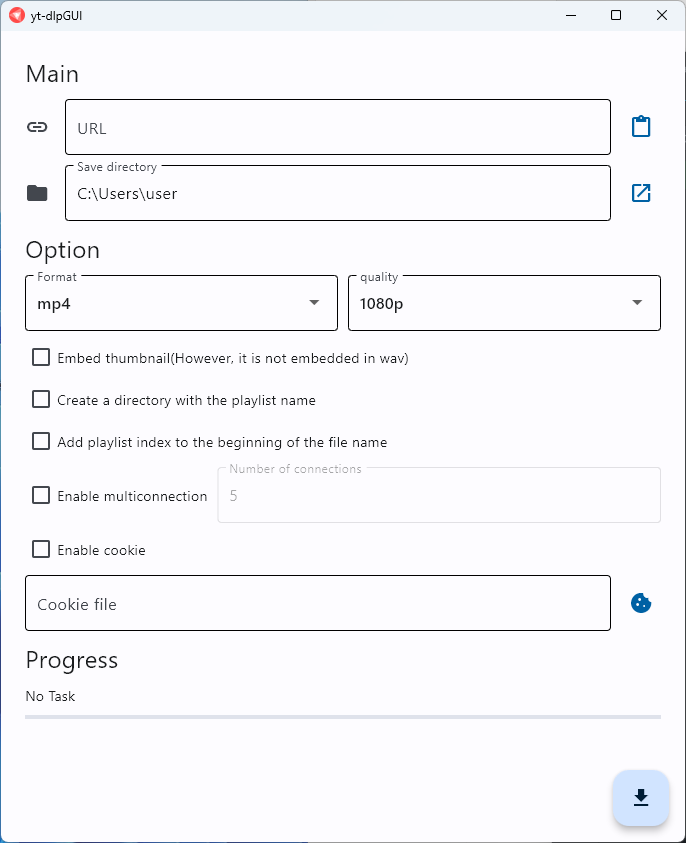 yt-dlpGUI
Main
URL
Save directory
C:\Users\user
Option
Format
mp4
quality
1080p
Embed thumbnail(However, it is not embedded in wav)
Create a directory with the playlist name
Add playlist index to the beginning of the file name
Enable multiconnection
Number of connections
5
Enable cookie
Cookie file
Progress
No Task